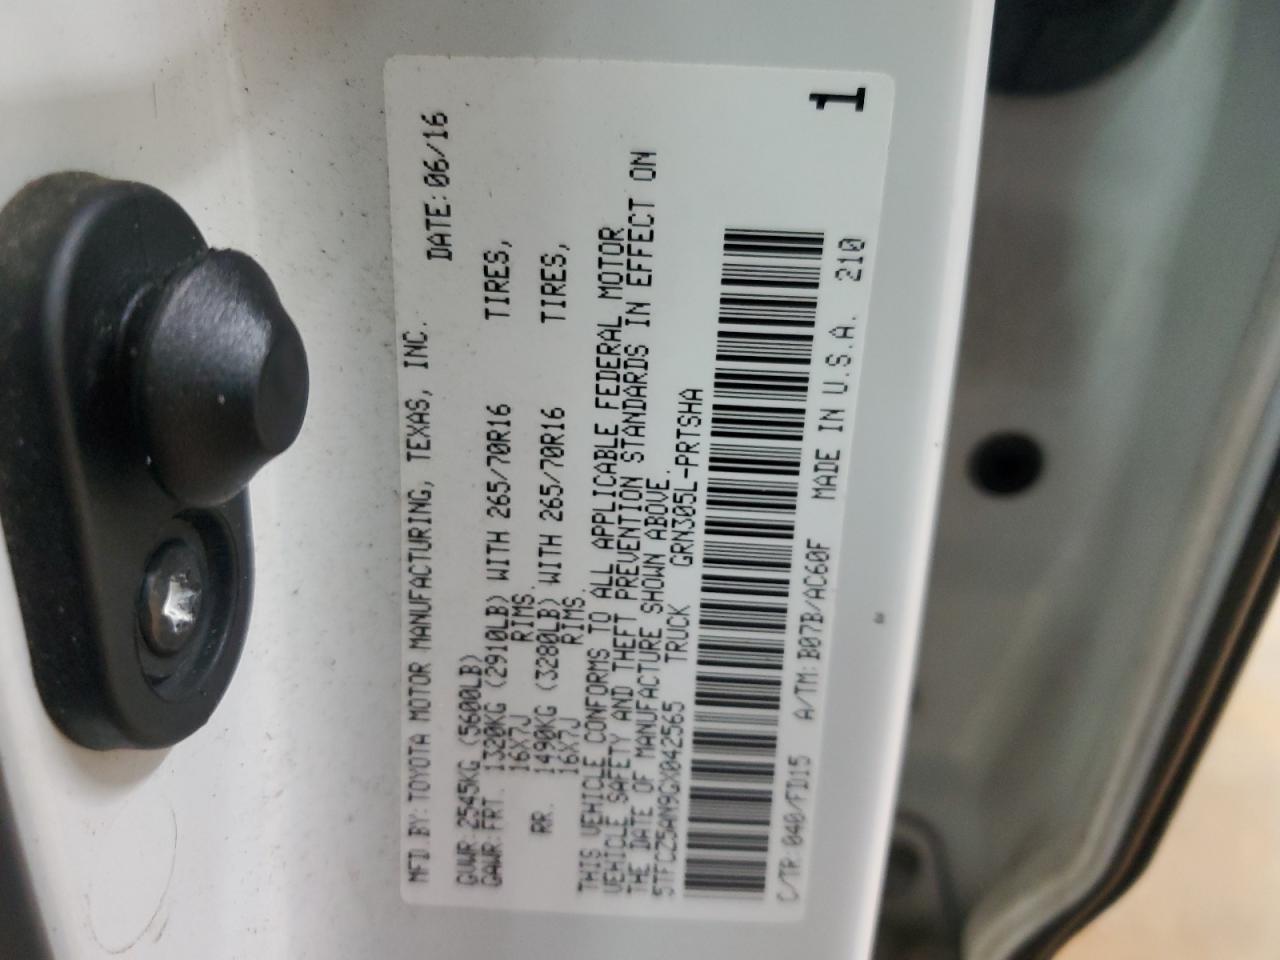 MFD.BY:TOYOTA MOTOR MANUFACTURING, TEXAS, INC.
DATE:06/16
GVWR:2545KG (5600LB)
GAWR:FRT. 1320KG (2910LB) WITH 265/70R16 TIRES,
16X7J RIMS.
RR. 1490KG (3280LB) WITH 265/70R16 TIRES,
16X7J RIMS.
THIS VEHICLE CONFORMS TO ALL APPLICABLE FEDERAL MOTOR
VEHICLE SAFETY AND THEFT PREVENTION STANDARDS IN EFFECT ON
THE DATE OF MANUFACTURE SHOWN ABOVE.
5TFCZ5AN9GX042565 TRUCK GRN305L-PRTSHA
C/TR:040/FD15 A/TM:B07B/AC60F MADE IN U.S.A. 210
1